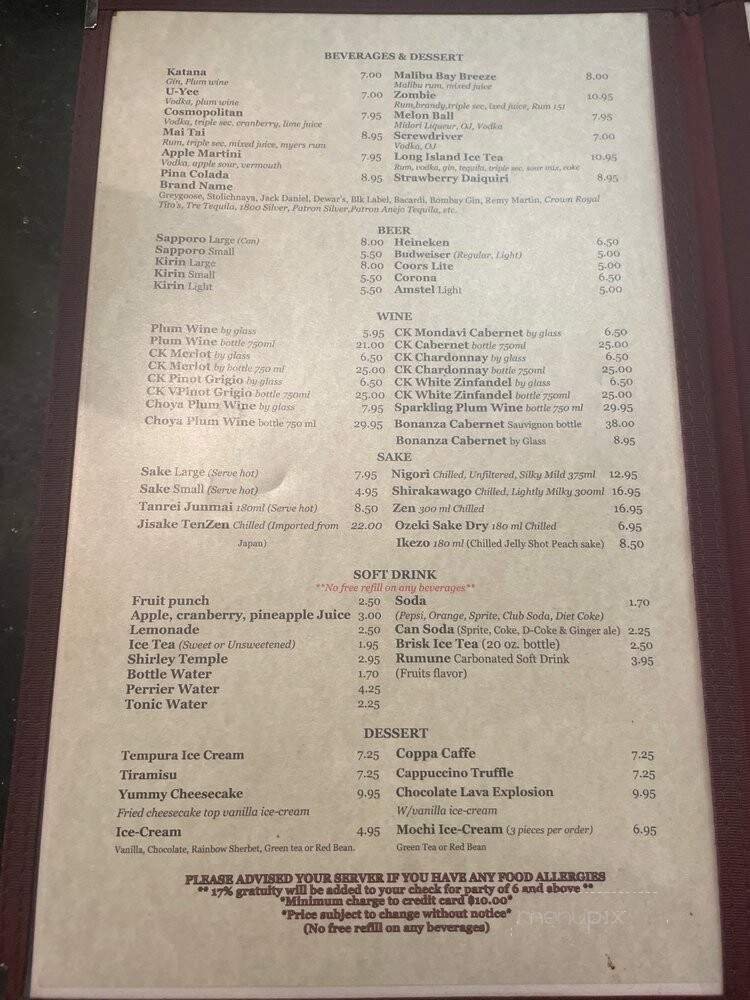 BEVERAGES & DESSERT
Katana 7.00 Malibu Bay Breeze 8.00
Gin, Plum wine Malibu rum, mixed juice
U-Yee 7.00 Zombie 10.95
Vodka, plum wine Rum,brandy,triple sec, ixed juice, Rum 151
Cosmopolitan 7.95 Melon Ball 7.95
Vodka, triple sec, cranberry, lime juice Midori Liqueur, OJ, Vodka
Mai Tai 8.95 Screwdriver 7.00
Rum, triple sec, mixed juice, myers rum Vodka, OJ
Apple Martini 7.95 Long Island Ice Tea 10.95
Vodka, apple sour, vermouth Rum, vodka, gin, tequila, triple sec, sour mix, coke
Pina Colada 8.95 Strawberry Daiquiri 8.95
Brand Name
Greygoose, Stolichnaya, Jack Daniel, Dewar's, Blk Label, Bacardi, Bombay Gin, Remy Martin, Crown Royal
Tito's, Tre Tequila, 1800 Silver, Patron Silver,Patron Anejo Tequila, etc.
BEER
Sapporo Large (Can) 8.00 Heineken 6.50
Sapporo Small 5.50 Budweiser (Regular, Light) 5.00
Kirin Large 8.00 Coors Lite 5.00
Kirin Small 5.50 Corona 6.50
Kirin Light 5.50 Amstel Light 5.00
WINE
Plum Wine by glass 5.95 CK Mondavi Cabernet by glass 6.50
Plum Wine bottle 750ml 21.00 CK Cabernet bottle 750ml 25.00
CK Merlot by glass 6.50 CK Chardonnay by glass 6.50
CK Merlot by bottle 750 ml 25.00 CK Chardonnay bottle 750ml 25.00
CK Pinot Grigio by glass 6.50 CK White Zinfandel by glass 6.50
CK VPinot Grigio bottle 750ml 25.00 CK White Zinfandel bottle 750ml 25.00
Choya Plum Wine by glass 7.95 Sparkling Plum Wine bottle 750 ml 29.95
Choya Plum Wine bottle 750 ml 29.95 Bonanza Cabernet Sauvignon bottle 38.00
Bonanza Cabernet by Glass 8.95
SAKE
Sake Large (Serve hot) 7.95 Nigori Chilled, Unfiltered, Silky Mild 375ml 12.95
Sake Small (Serve hot) 4.95 Shirakawago Chilled, Lightly Milky 300ml 16.95
Tanrei Junmai 180ml (Serve hot) 8.50 Zen 300 ml Chilled 16.95
Jisake TenZen Chilled (Imported from 22.00 Ozeki Sake Dry 180 ml Chilled 6.95
Japan) Ikezo 180 ml (Chilled Jelly Shot Peach sake) 8.50
SOFT DRINK
**No free refill on any beverages**
Fruit punch 2.50 Soda 1.70
Apple, cranberry, pineapple Juice 3.00 (Pepsi, Orange, Sprite, Club Soda, Diet Coke)
Lemonade 2.50 Can Soda (Sprite, Coke, D-Coke & Ginger ale) 2.25
Ice Tea (Sweet or Unsweetened) 1.95 Brisk Ice Tea (20 oz. bottle) 2.50
Shirley Temple 2.95 Rumune Carbonated Soft Drink 3.95
Bottle Water 1.70 (Fruits flavor)
Perrier Water 4.25
Tonic Water 2.25
DESSERT
Tempura Ice Cream 7.25 Coppa Caffe 7.25
Tiramisu 7.25 Cappuccino Truffle 7.25
Yummy Cheesecake 9.95 Chocolate Lava Explosion 9.95
Fried cheesecake top vanilla ice-cream W/vanilla ice-cream
Ice-Cream 4.95 Mochi Ice-Cream (3 pieces per order) 6.95
Vanilla, Chocolate, Rainbow Sherbet, Green tea or Red Bean. Green Tea or Red Bean
PLEASE ADVISED YOUR SERVER IF YOU HAVE ANY FOOD ALLERGIES
** 17% gratuity will be added to your check for party of 6 and above **
*Minimum charge to credit card $10.00*
*Price subject to change without notice*
(No free refill on any beverages)
menupix